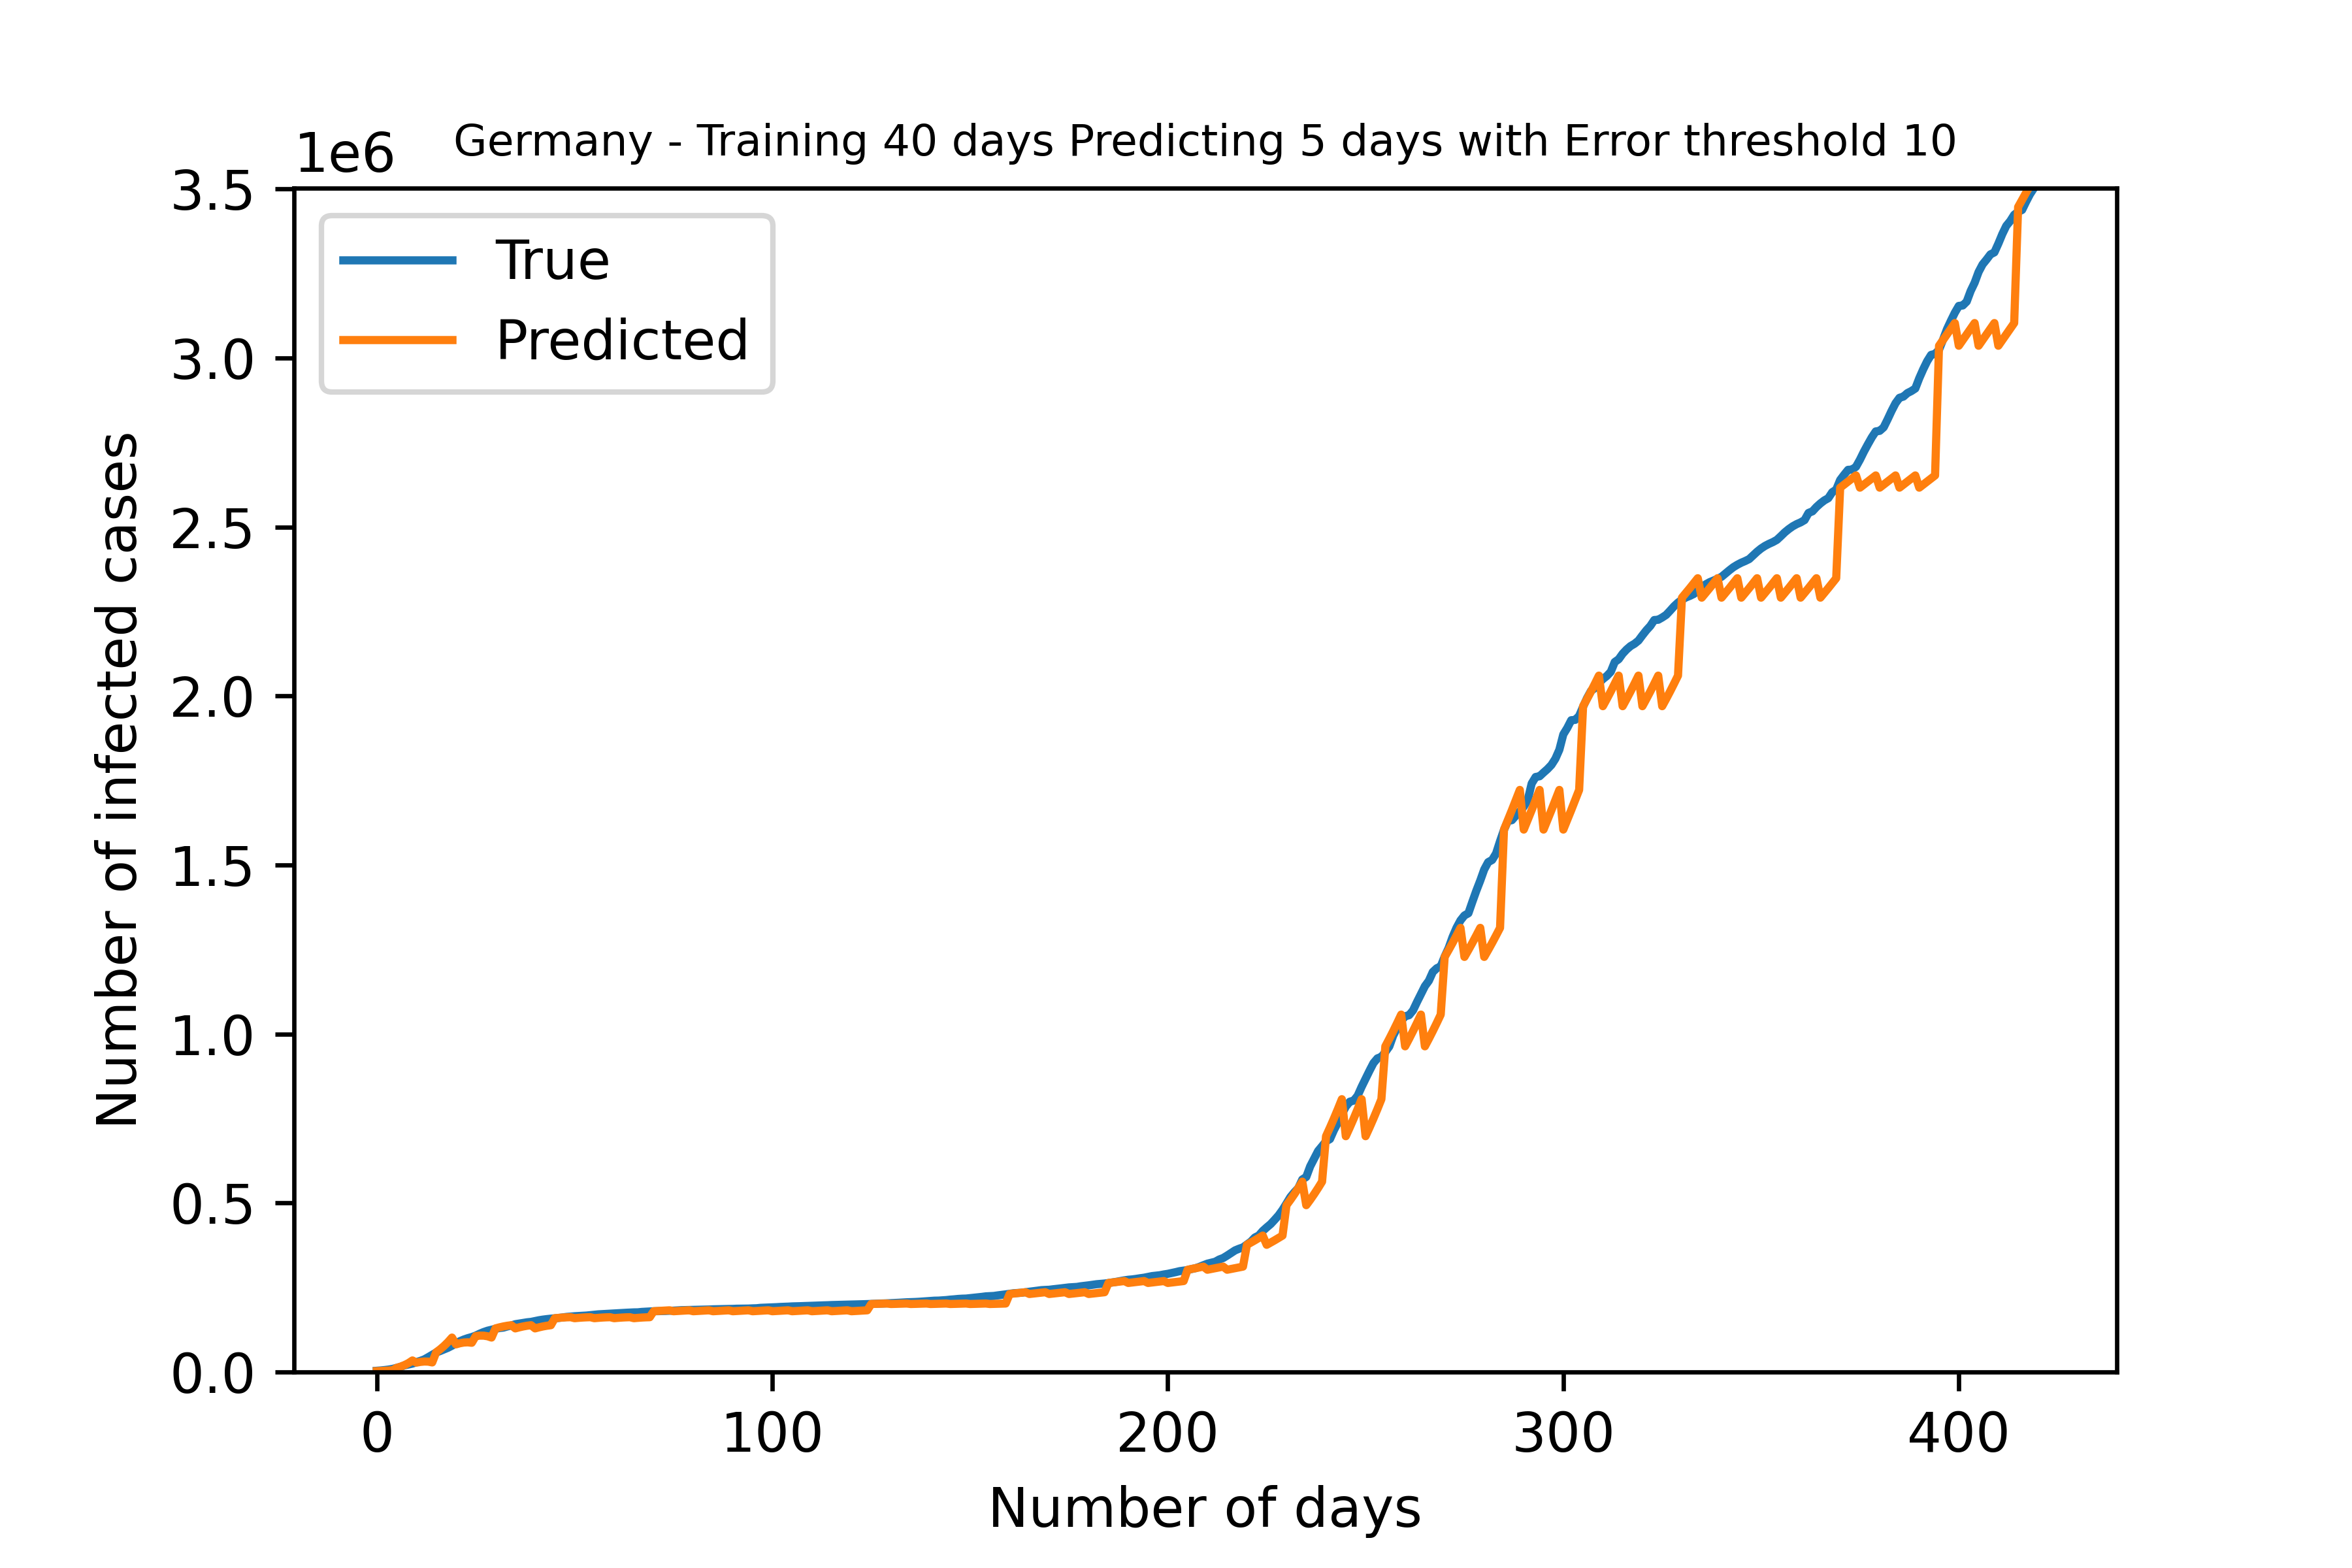 Germany - Training 40 days Predicting 5 days with Error threshold 10
1e6
True
Predicted
3.5
3.0
2.5
2.0
1.5
1.0
0.5
0.0
Number of infected cases
0 100 200 300 400
Number of days